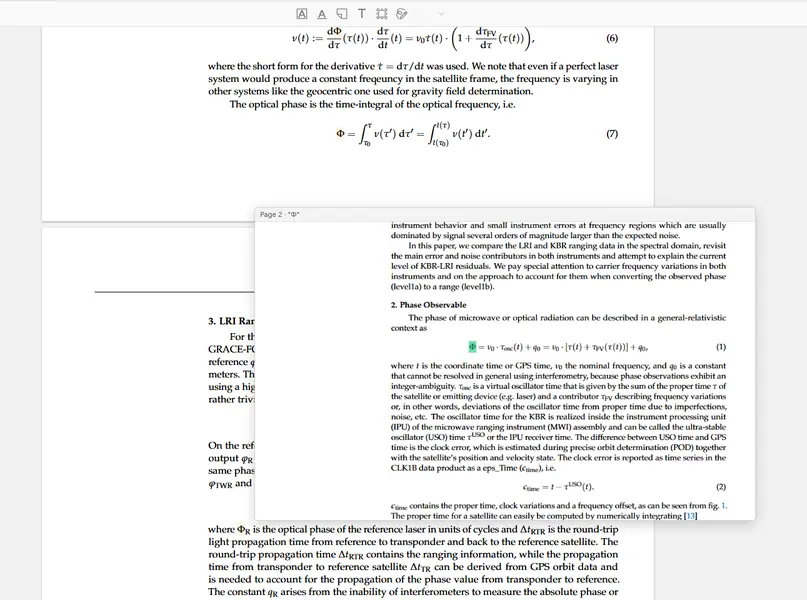 T
ν(t) := dΦ/dτ (τ(t)) · dτ/dt (t) = ν₀τ̇(t) · (1 + dτFV/dτ (τ(t))), (6)
where the short form for the derivative τ̇ = dτ/dt was used. We note that even if a perfect laser
system would produce a constant freqeuncy in the satellite frame, the frequency is varying in
other systems like the geocentric one used for gravity field determination.
The optical phase is the time-integral of the optical frequency, i.e.
Φ = ∫_{τ₀}^{τ} ν(τ′) dτ′ = ∫_{t(τ₀)}^{t(τ)} ν(t′) dt′. (7)
Page 2 · "Φ"
instrument behavior and small instrument errors at frequency regions which are usually
dominated by signal several orders of magnitude larger than the expected noise.
In this paper, we compare the LRI and KBR ranging data in the spectral domain, revisit
the main error and noise contributors in both instruments and attempt to explain the current
level of KBR-LRI residuals. We pay special attention to carrier frequency variations in both
instruments and on the approach to account for them when converting the observed phase
(level1a) to a range (level1b).
2. Phase Observable
The phase of microwave or optical radiation can be described in a general-relativistic
context as
Φ = ν₀ · τosc(t) + q₀ = ν₀ · [τ(t) + τFV(τ(t))] + q₀, (1)
where t is the coordinate time or GPS time, ν₀ the nominal frequency, and q₀ is a constant
that cannot be resolved in general using interferometry, because phase observations exhibit an
integer-ambiguity. τosc is a virtual oscillator time that is given by the sum of the proper time τ of
the satellite or emitting device (e.g. laser) and a contributor τFV describing frequency variations
or, in other words, deviations of the oscillator time from proper time due to imperfections,
noise, etc. The oscillator time for the KBR is realized inside the instrument processing unit
(IPU) of the microwave ranging instrument (MWI) assembly and can be called the ultra-stable
oscillator (USO) time τ^USO or the IPU receiver time. The difference between USO time and GPS
time is the clock error, which is estimated during precise orbit determination (POD) together
with the satellite's position and velocity state. The clock error is reported as time series in the
CLK1B data product as a eps_Time (ϵtime), i.e.
ϵtime = t − τ^USO(t). (2)
ϵtime contains the proper time, clock variations and a frequency offset, as can be seen from fig. 1.
The proper time for a satellite can easily be computed by numerically integrating [13]
3. LRI Ran
For th
GRACE-FO
reference q
meters. Th
using a hig
rather trivi
On the refe
output φR
same phas
φTWR and
where ΦR is the optical phase of the reference laser in units of cycles and ΔtRTR is the round-trip
light propagation time from reference to transponder and back to the reference satellite. The
round-trip propagation time ΔtRTR contains the ranging information, while the propagation
time from transponder to reference satellite ΔtTR can be derived from GPS orbit data and
is needed to account for the propagation of the phase value from transponder to reference.
The constant qR arises from the inability of interferometers to measure the absolute phase or